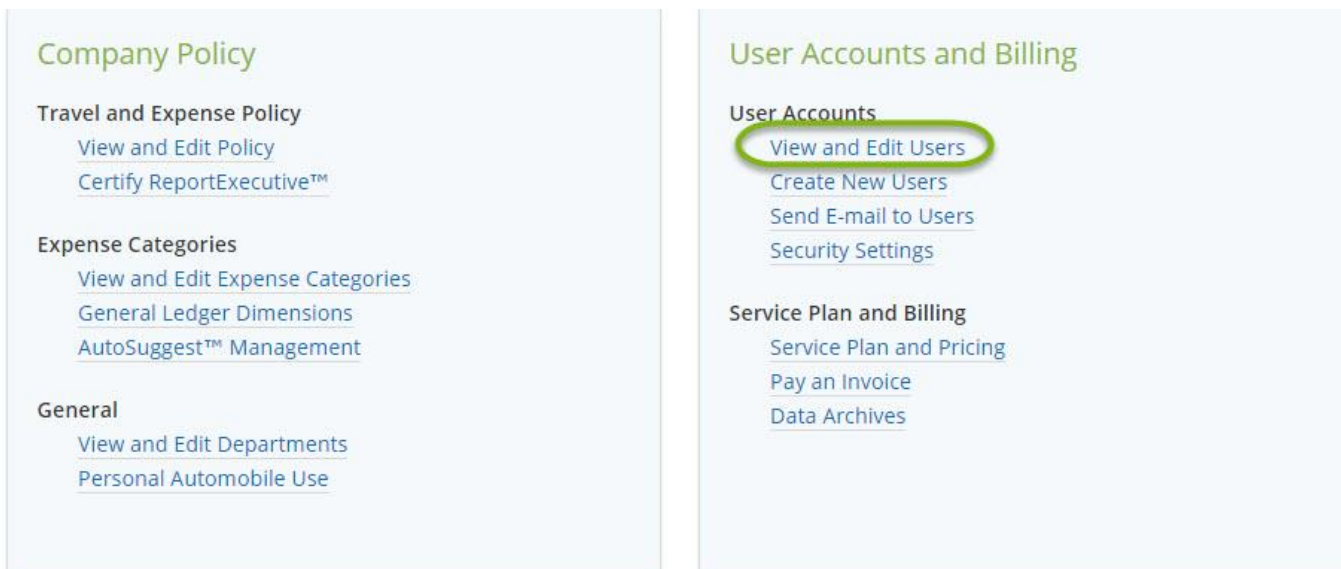 Company Policy
Travel and Expense Policy
View and Edit Policy
Certify ReportExecutive™
Expense Categories
View and Edit Expense Categories
General Ledger Dimensions
AutoSuggest™ Management
General
View and Edit Departments
Personal Automobile Use
User Accounts and Billing
User Accounts
View and Edit Users
Create New Users
Send E-mail to Users
Security Settings
Service Plan and Billing
Service Plan and Pricing
Pay an Invoice
Data Archives